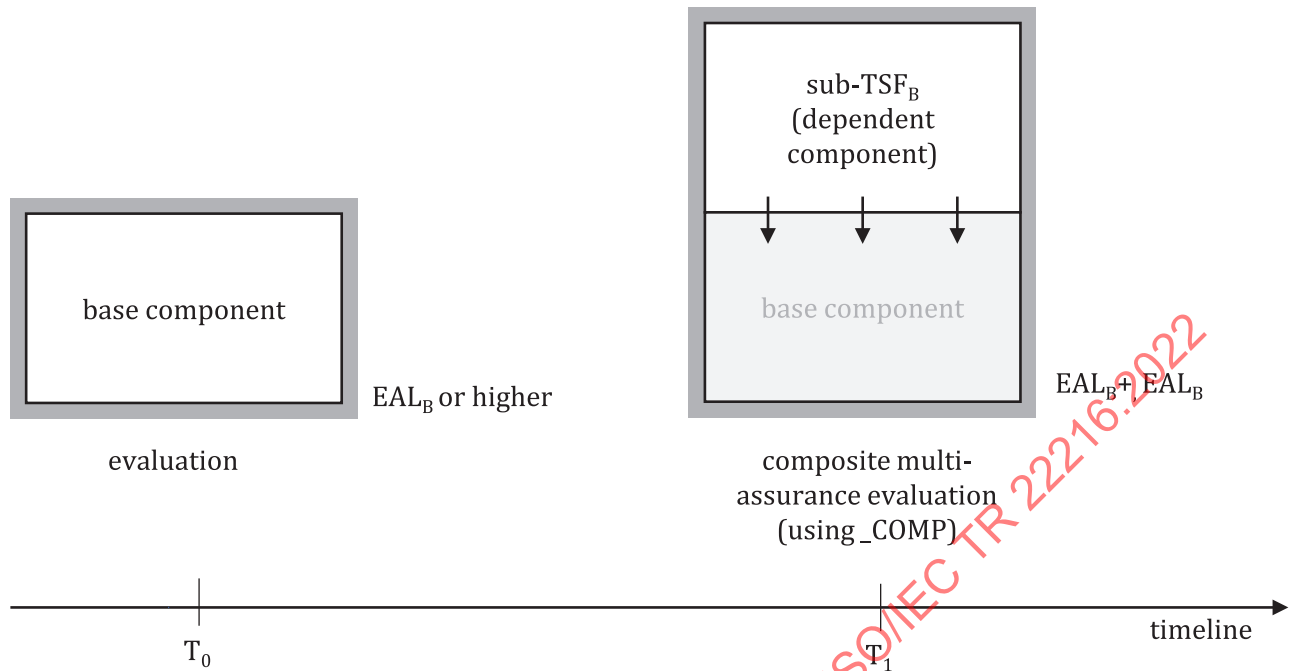 sub-TSF_B
(dependent
component)
base component
base component
EAL_B or higher
EAL_B+, EAL_B
evaluation
composite multi-
assurance evaluation
(using _COMP)
timeline
T_0
T_1
SO/IEC TR 22216:2022